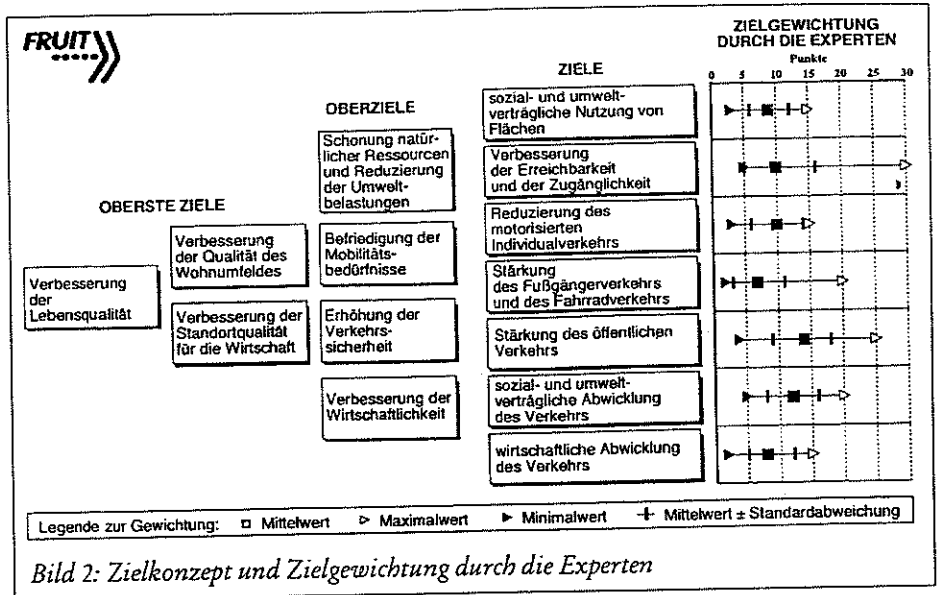 FRUIT
ZIELGEWICHTUNG
DURCH DIE EXPERTEN
Punkte
0 5 10 15 20 25 30
ZIELE
OBERZIELE
OBERSTE ZIELE
Verbesserung
der
Lebensqualität
Verbesserung
der Qualität des
Wohnumfeldes
Verbesserung der
Standortqualität
für die Wirtschaft
Schonung natür-
licher Ressourcen
und Reduzierung
der Umwelt-
belastungen
Befriedigung der
Mobilitäts-
bedürfnisse
Erhöhung der
Verkehrs-
sicherheit
Verbesserung der
Wirtschaftlichkeit
sozial- und umwelt-
verträgliche Nutzung von
Flächen
Verbesserung
der Erreichbarkeit
und der Zugänglichkeit
Reduzierung des
motorisierten
Individualverkehrs
Stärkung
des Fußgängerverkehrs
und des Fahrradverkehrs
Stärkung des öffentlichen
Verkehrs
sozial- und umwelt-
verträgliche Abwicklung
des Verkehrs
wirtschaftliche Abwicklung
des Verkehrs
Legende zur Gewichtung: Mittelwert Maximalwert Minimalwert Mittelwert ± Standardabweichung
Bild 2: Zielkonzept und Zielgewichtung durch die Experten